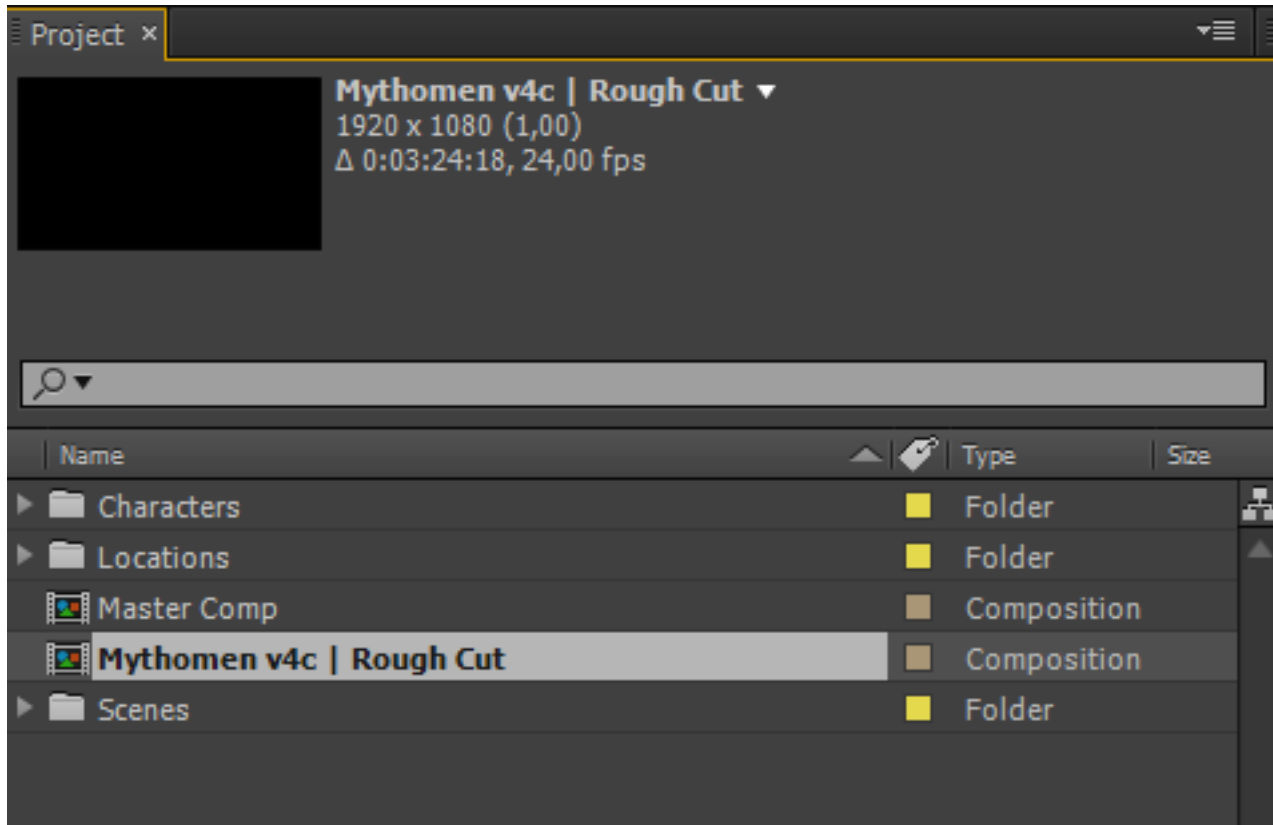 Project ×
Mythomen v4c | Rough Cut
1920 x 1080 (1,00)
Δ 0:03:24:18, 24,00 fps
Name Type Size
Characters Folder
Locations Folder
Master Comp Composition
Mythomen v4c | Rough Cut Composition
Scenes Folder